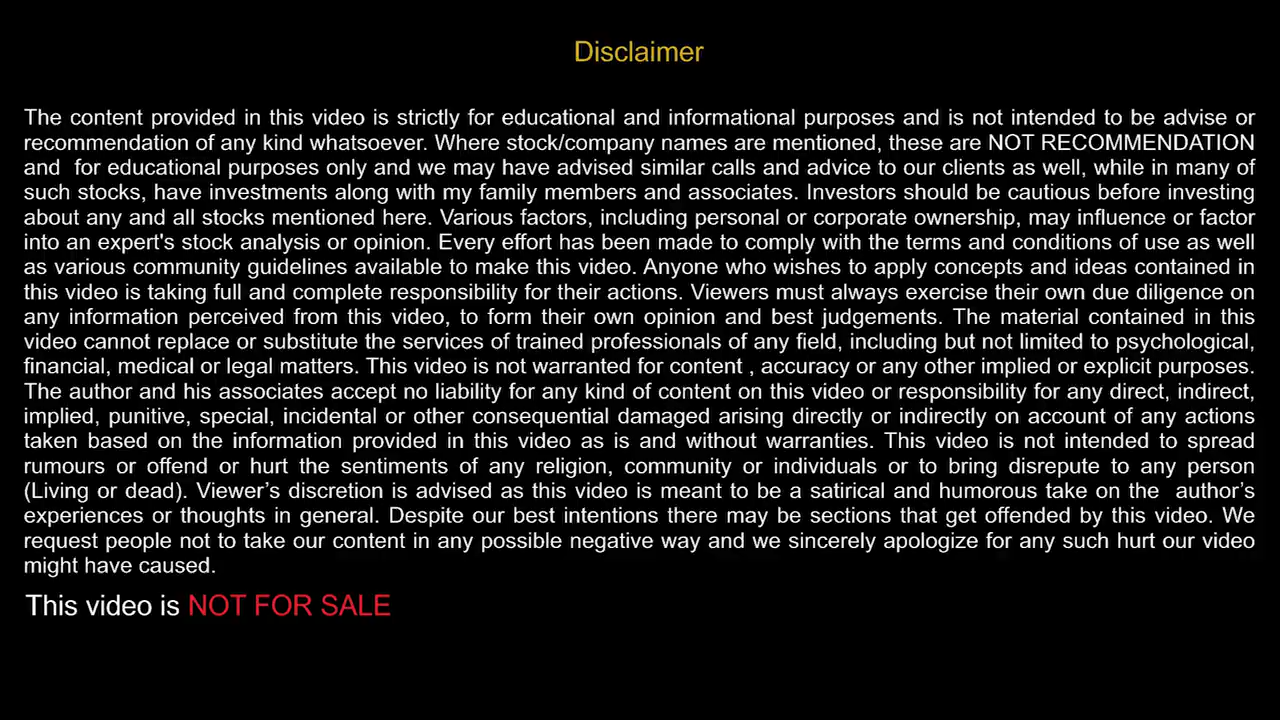 Disclaimer
The content provided in this video is strictly for educational and informational purposes and is not intended to be advise or
recommendation of any kind whatsoever. Where stock/company names are mentioned, these are NOT RECOMMENDATION
and  for educational purposes only and we may have advised similar calls and advice to our clients as well, while in many of
such stocks, have investments along with my family members and associates. Investors should be cautious before investing
about any and all stocks mentioned here. Various factors, including personal or corporate ownership, may influence or factor
into an expert's stock analysis or opinion. Every effort has been made to comply with the terms and conditions of use as well
as various community guidelines available to make this video. Anyone who wishes to apply concepts and ideas contained in
this video is taking full and complete responsibility for their actions. Viewers must always exercise their own due diligence on
any information perceived from this video, to form their own opinion and best judgements. The material contained in this
video cannot replace or substitute the services of trained professionals of any field, including but not limited to psychological,
financial, medical or legal matters. This video is not warranted for content , accuracy or any other implied or explicit purposes.
The author and his associates accept no liability for any kind of content on this video or responsibility for any direct, indirect,
implied, punitive, special, incidental or other consequential damaged arising directly or indirectly on account of any actions
taken based on the information provided in this video as is and without warranties. This video is not intended to spread
rumours or offend or hurt the sentiments of any religion, community or individuals or to bring disrepute to any person
(Living or dead). Viewer’s discretion is advised as this video is meant to be a satirical and humorous take on the  author’s
experiences or thoughts in general. Despite our best intentions there may be sections that get offended by this video. We
request people not to take our content in any possible negative way and we sincerely apologize for any such hurt our video
might have caused.
This video is NOT FOR SALE